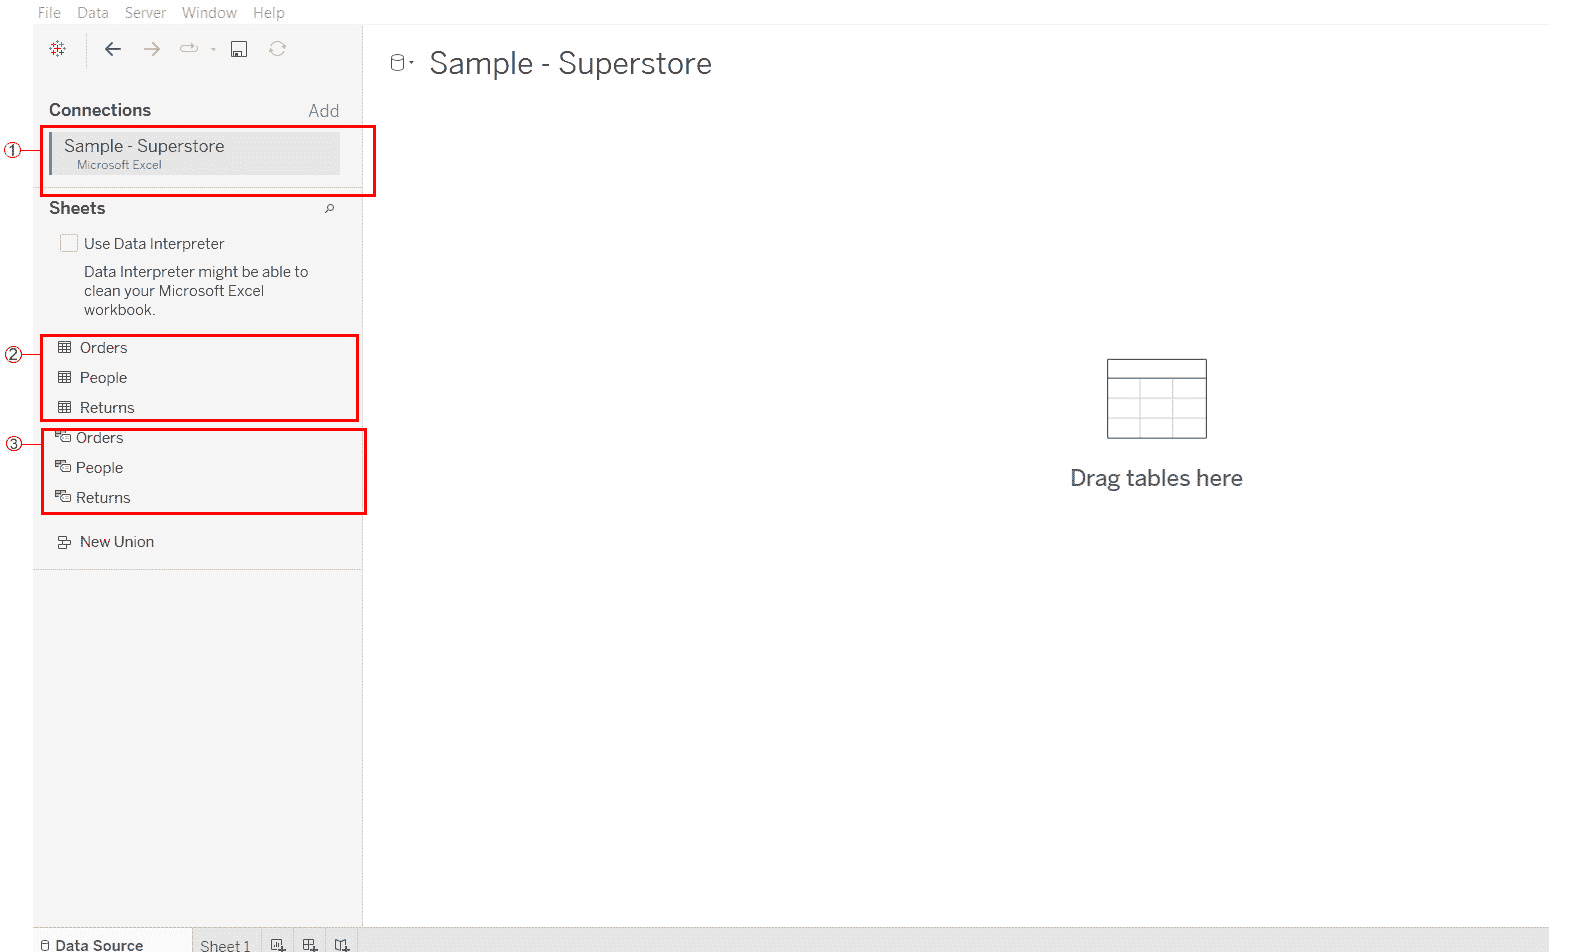 File Data Server Window Help
Sample - Superstore
Connections Add
① Sample - Superstore
Microsoft Excel
Sheets
Use Data Interpreter
Data Interpreter might be able to
clean your Microsoft Excel
workbook.
② Orders
People
Returns
③ Orders
People
Returns
New Union
Drag tables here
Data Source Sheet 1